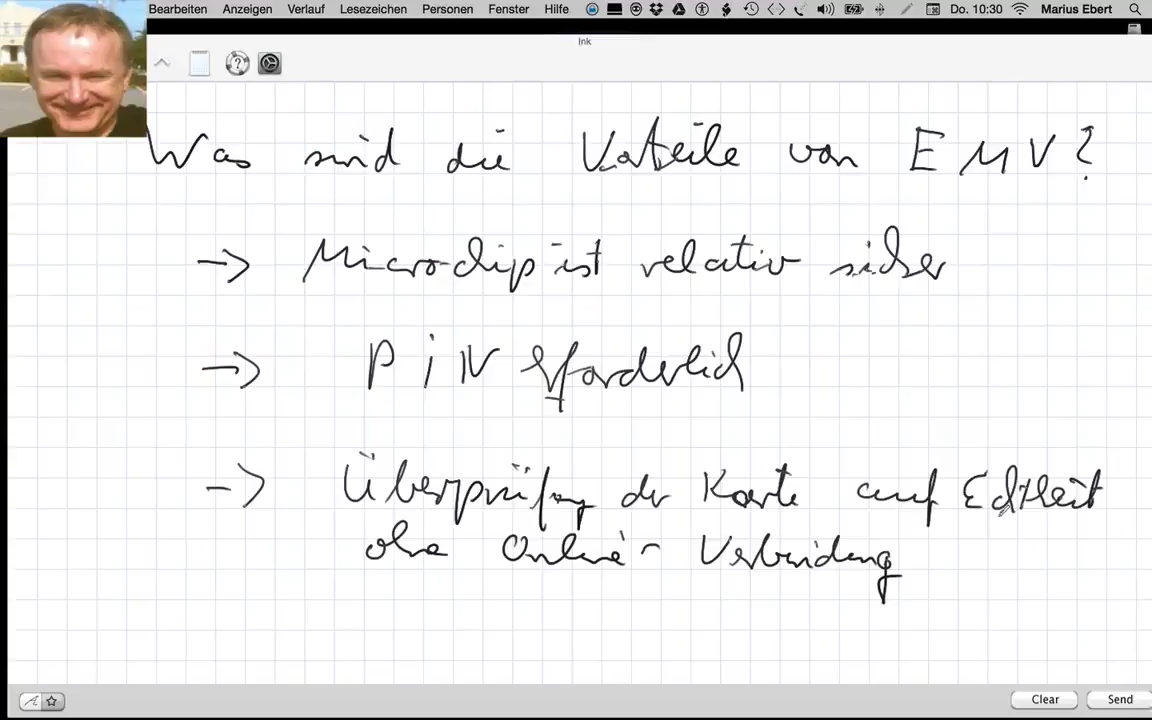 Bearbeiten Anzeigen Verlauf Lesezeichen Personen Fenster Hilfe Do. 10:30 Marius Ebert
Ink
Was sind die Vorteile von EMV?
-> Microchip ist relativ sicher
-> PiN erforderlich
-> Überprüfung der Karte auf Echtheit
ohne Online-Verbindung
Clear Send